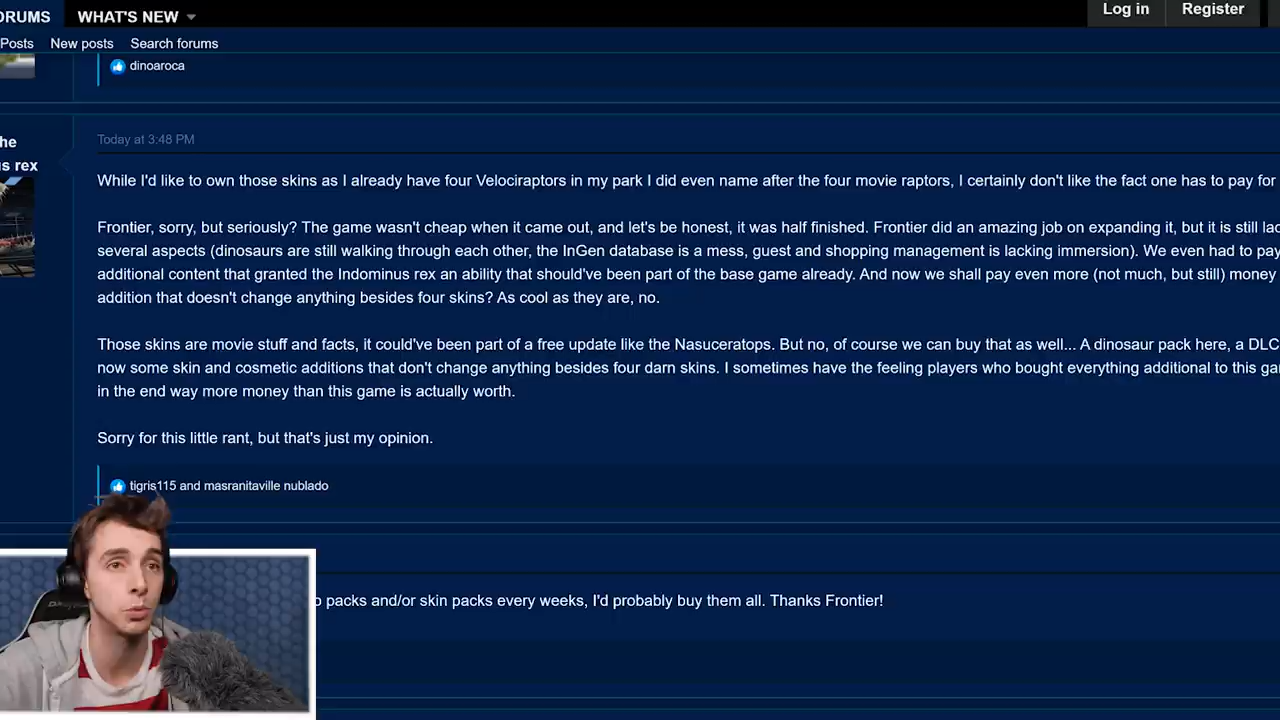 ORUMS WHAT'S NEW Log in Register
Posts New posts Search forums
dinoaroca
he
us rex
Today at 3:48 PM
While I'd like to own those skins as I already have four Velociraptors in my park I did even name after the four movie raptors, I certainly don't like the fact one has to pay for
Frontier, sorry, but seriously? The game wasn't cheap when it came out, and let's be honest, it was half finished. Frontier did an amazing job on expanding it, but it is still lac
several aspects (dinosaurs are still walking through each other, the InGen database is a mess, guest and shopping management is lacking immersion). We even had to pay
additional content that granted the Indominus rex an ability that should've been part of the base game already. And now we shall pay even more (not much, but still) money
addition that doesn't change anything besides four skins? As cool as they are, no.
Those skins are movie stuff and facts, it could've been part of a free update like the Nasuceratops. But no, of course we can buy that as well... A dinosaur pack here, a DLC
now some skin and cosmetic additions that don't change anything besides four darn skins. I sometimes have the feeling players who bought everything additional to this ga
in the end way more money than this game is actually worth.
Sorry for this little rant, but that's just my opinion.
tigris115 and masranitaville nublado
o packs and/or skin packs every weeks, I'd probably buy them all. Thanks Frontier!